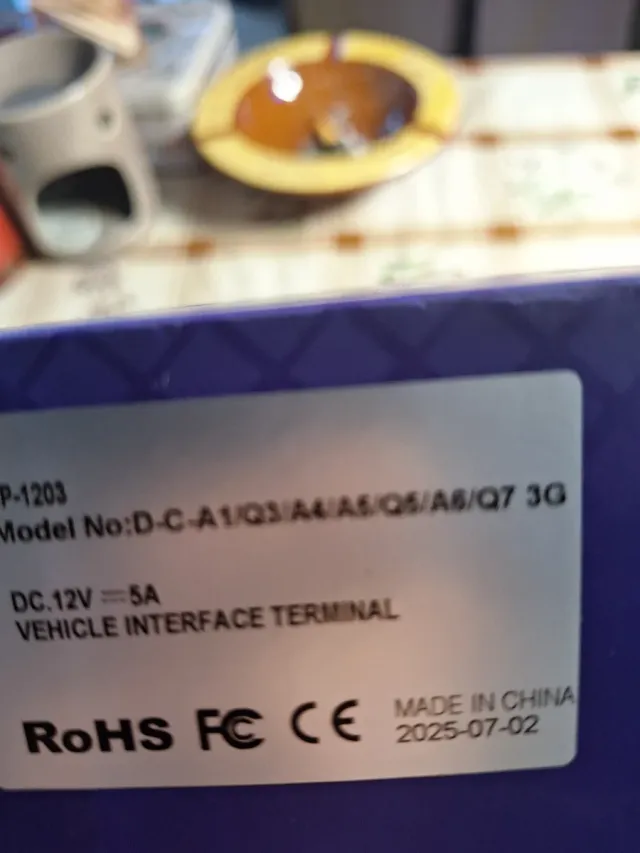 P-1203
Model No:D-C-A1/Q3/A4/A5/Q5/A6/Q7 3G
DC.12V 5A
VEHICLE INTERFACE TERMINAL
RoHS FC CE MADE IN CHINA
2025-07-02